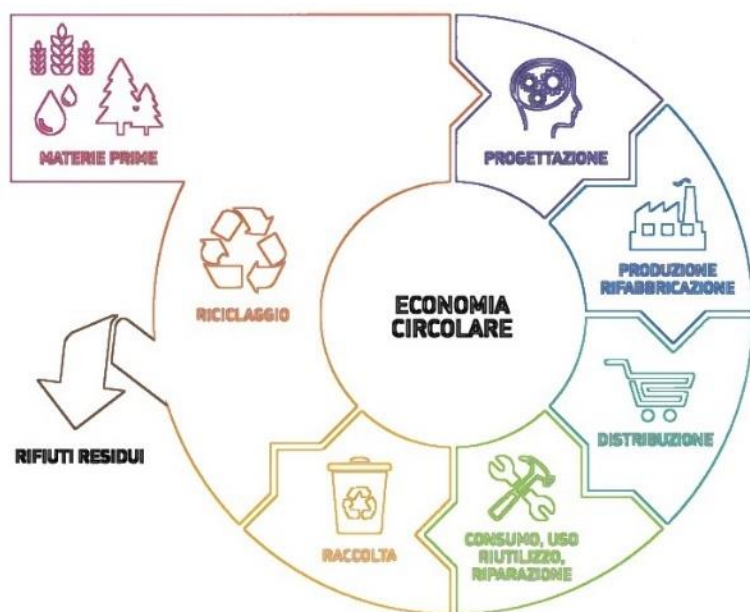 MATERIE PRIME
PROGETTAZIONE
PRODUZIONE
RIFABBRICAZIONE
RICICLAGGIO
ECONOMIA
CIRCOLARE
DISTRIBUZIONE
RIFIUTI RESIDUI
RACCOLTA
CONSUMO, USO
RIUTILIZZO,
RIPARAZIONE